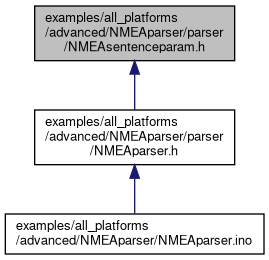 examples/all_platforms
/advanced/NMEAparser/parser
/NMEAsentenceparam.h
examples/all_platforms
/advanced/NMEAparser/parser
/NMEAparser.h
examples/all_platforms
/advanced/NMEAparser/NMEAparser.ino